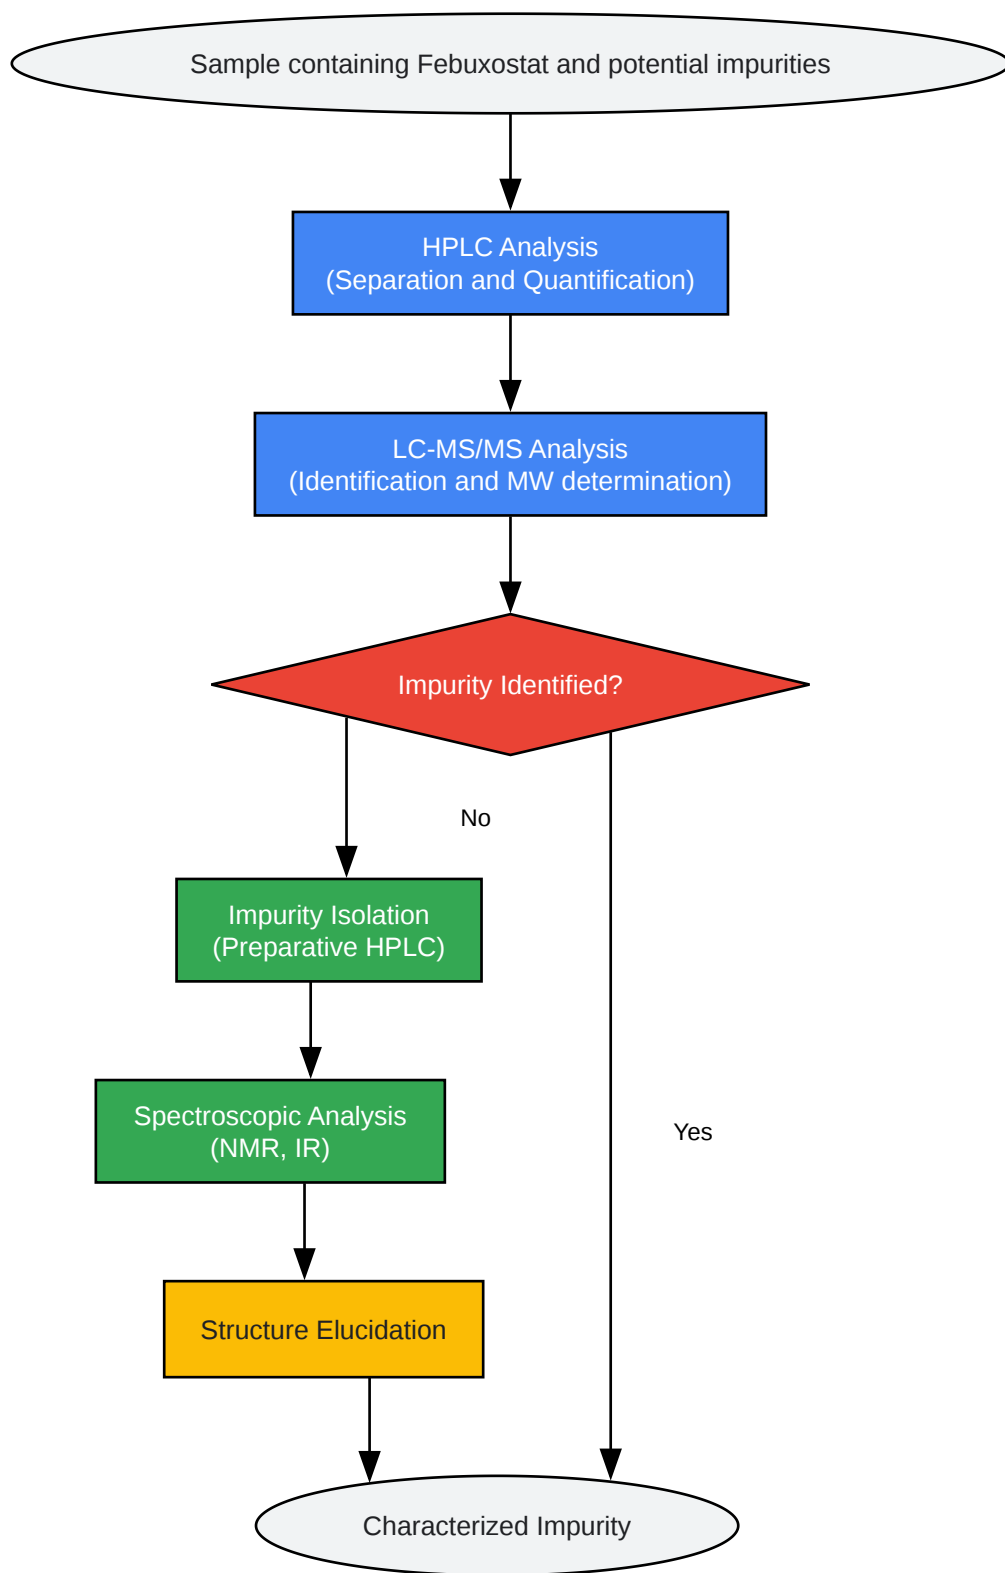 Sample containing Febuxostat and potential impurities
HPLC Analysis
(Separation and Quantification)
LC-MS/MS Analysis
(Identification and MW determination)
Impurity Identified?
No
Impurity Isolation
(Preparative HPLC)
Spectroscopic Analysis
(NMR, IR)
Yes
Structure Elucidation
Characterized Impurity